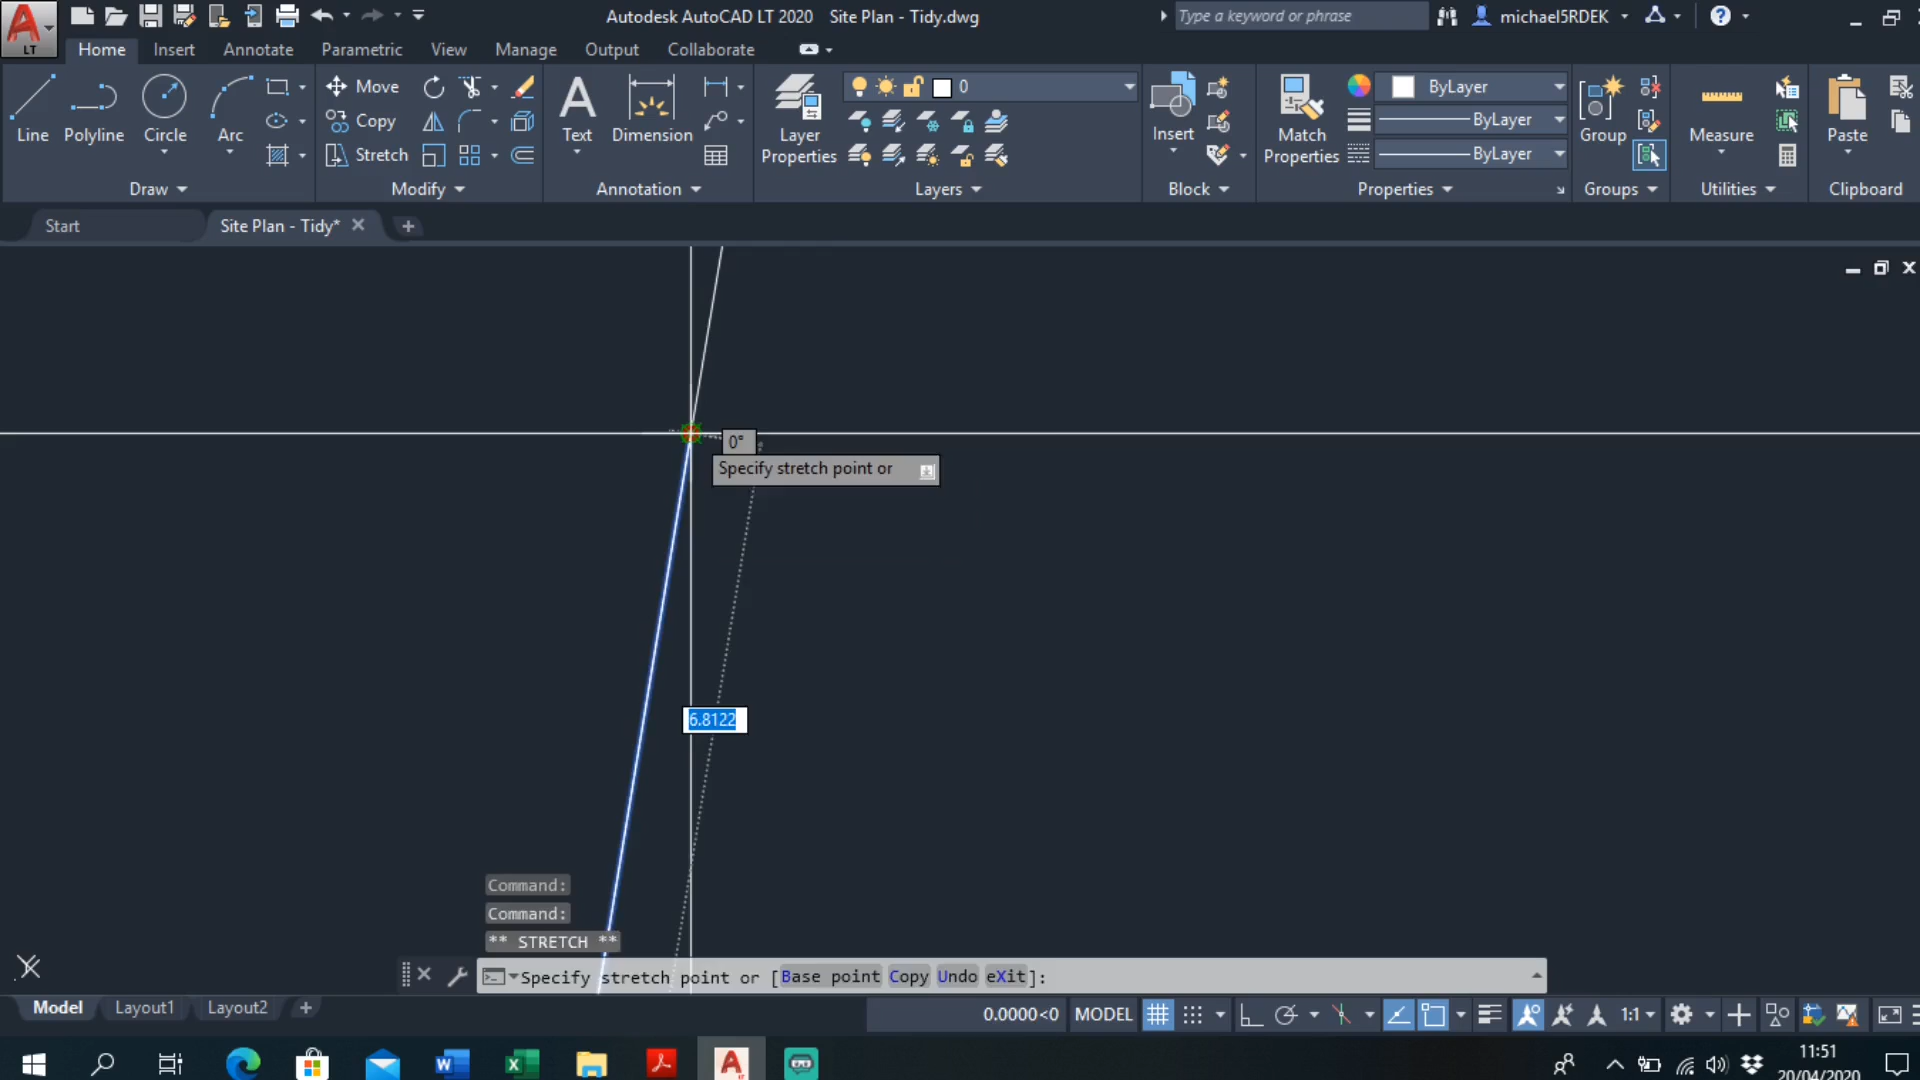 Autodesk AutoCAD LT 2020 Site Plan - Tidy.dwg
Type a keyword or phrase
michael5RDEK
?
A
LT
Home Insert Annotate Parametric View Manage Output Collaborate
Line Polyline Circle Arc
Draw
Move
Copy
Stretch
Modify
A
Text Dimension
Annotation
Layer
Properties
0
Layers
Insert
Block
Match
Properties
ByLayer
ByLayer
ByLayer
Properties
Group
Groups
Measure
Utilities
Paste
Clipboard
Start
Site Plan - Tidy*
0°
Specify stretch point or
6.8122
Command:
Command:
** STRETCH **
Specify stretch point or [Base point Copy Undo eXit]:
Model Layout1 Layout2 +
0.0000<0 MODEL
1:1
11:51
20/04/2020